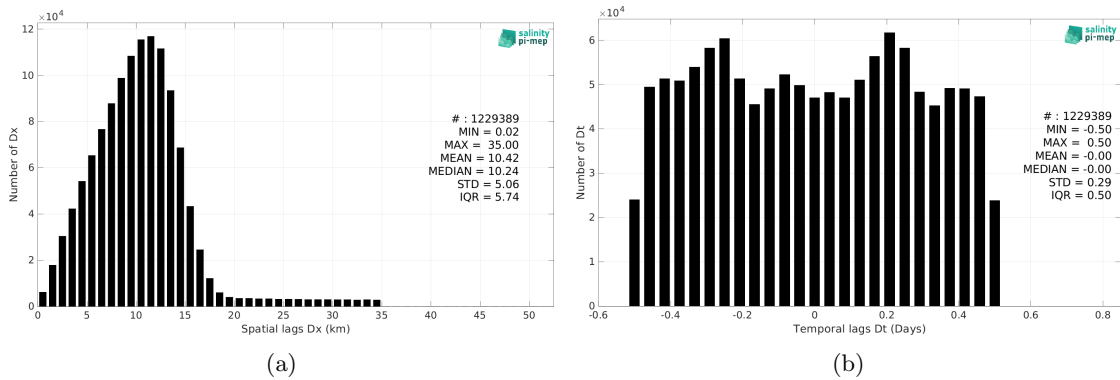 ×10⁴
12
10
8
6
4
2
0
Number of Dx
0 5 10 15 20 25 30 35 40 45 50
Spatial lags Dx (km)
salinity
pi-mep
# : 1229389
MIN = 0.02
MAX = 35.00
MEAN = 10.42
MEDIAN = 10.24
STD = 5.06
IQR = 5.74
(a)
×10⁴
6
5
4
3
2
1
0
Number of Dt
-0.6 -0.4 -0.2 0 0.2 0.4 0.6 0.8
Temporal lags Dt (Days)
salinity
pi-mep
# : 1229389
MIN = -0.50
MAX = 0.50
MEAN = -0.00
MEDIAN = -0.00
STD = 0.29
IQR = 0.50
(b)